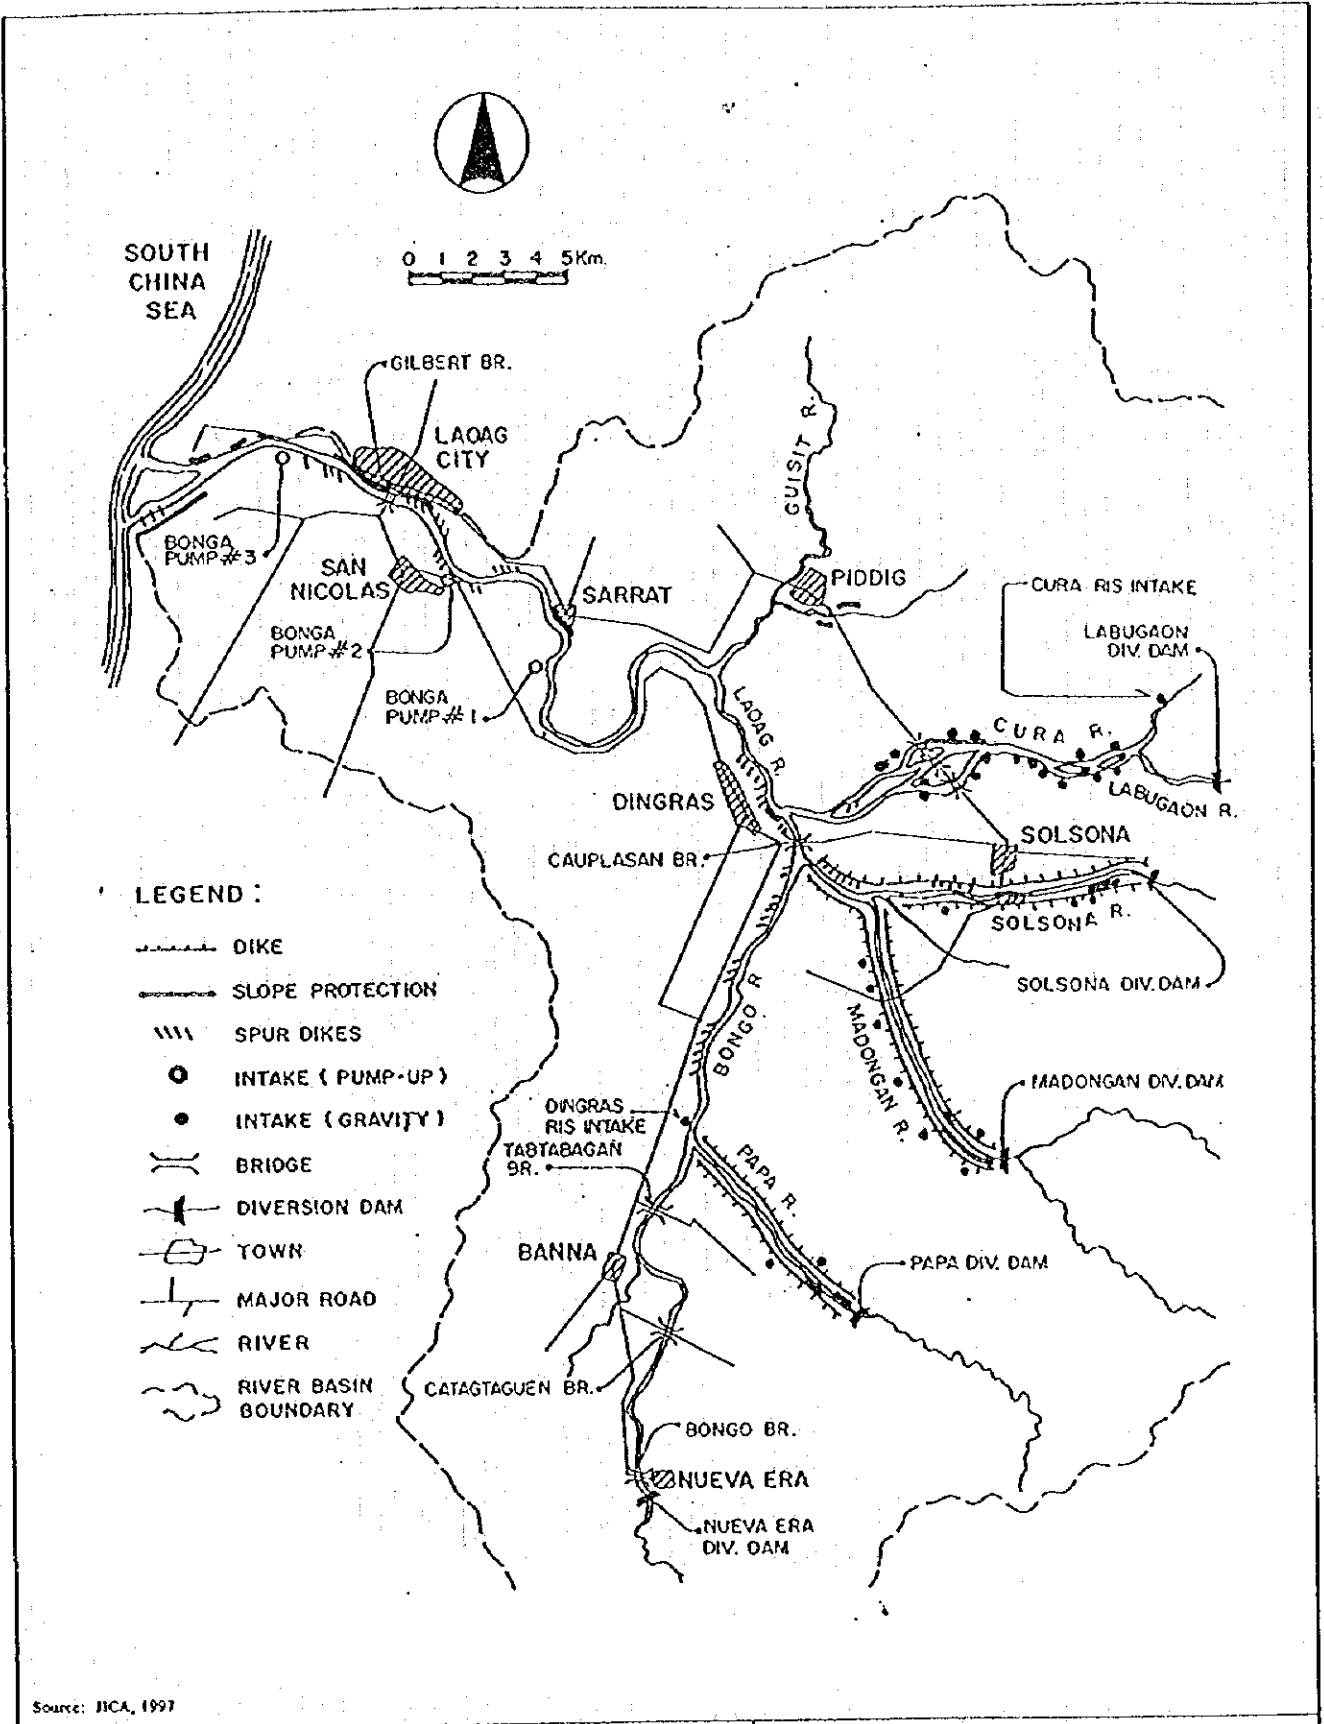 SOUTH
CHINA
SEA
0 1 2 3 4 5Km.
GILBERT BR.
LAOAG
CITY
GUISIT R.
BONGA
PUMP #3
SAN
NICOLAS
SARRAT
PIDDIG
CURA RIS INTAKE
BONGA
PUMP #2
LABUGAON
DIV. DAM
BONGA
PUMP #1
LAOAG R.
CURA R.
LABUGAON R.
DINGRAS
SOLSONA
CAUPLASAN BR.
SOLSONA R.
SOLSONA DIV. DAM
BONGO R
MADONGAN R.
MADONGAN DIV. DAM
DINGRAS
RIS INTAKE
TABTABAGAN
BR.
PAPA R.
BANNA
PAPA DIV. DAM
CATAGTAGUEN BR.
BONGO BR.
NUEVA ERA
NUEVA ERA
DIV. DAM
LEGEND :
DIKE
SLOPE PROTECTION
SPUR DIKES
INTAKE ( PUMP-UP )
INTAKE ( GRAVITY )
BRIDGE
DIVERSION DAM
TOWN
MAJOR ROAD
RIVER
RIVER BASIN
BOUNDARY
Source: JICA, 1997